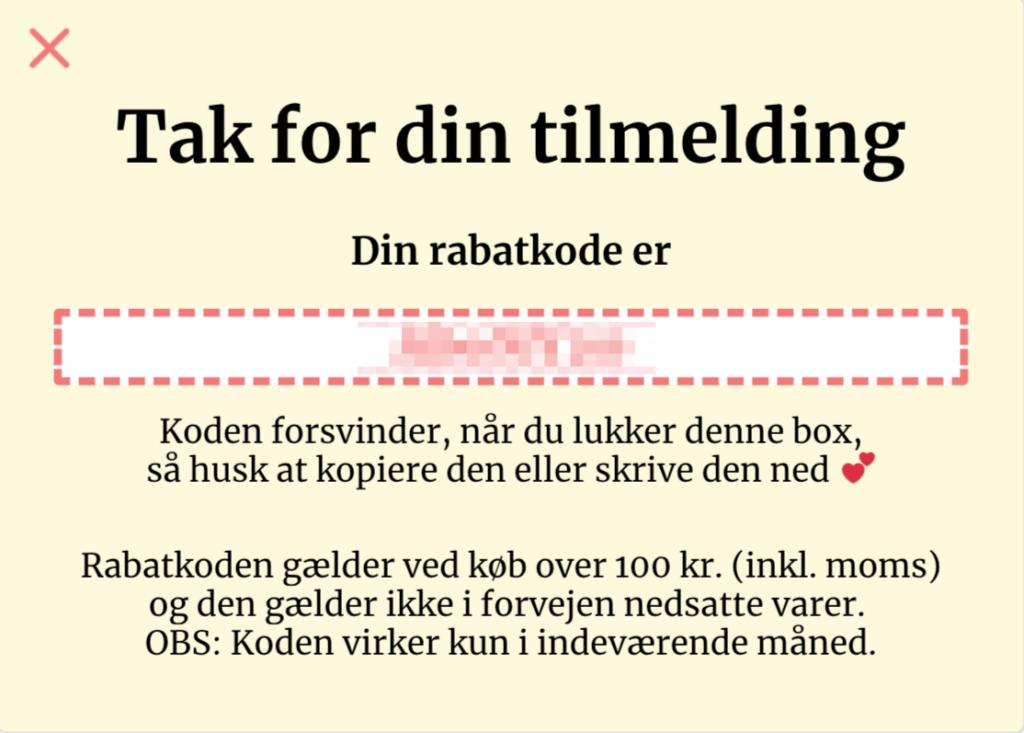 Tak for din tilmelding
Din rabatkode er
Koden forsvinder, når du lukker denne box,
så husk at kopiere den eller skrive den ned 💕
Rabatkoden gælder ved køb over 100 kr. (inkl. moms)
og den gælder ikke i forvejen nedsatte varer.
OBS: Koden virker kun i indeværende måned.